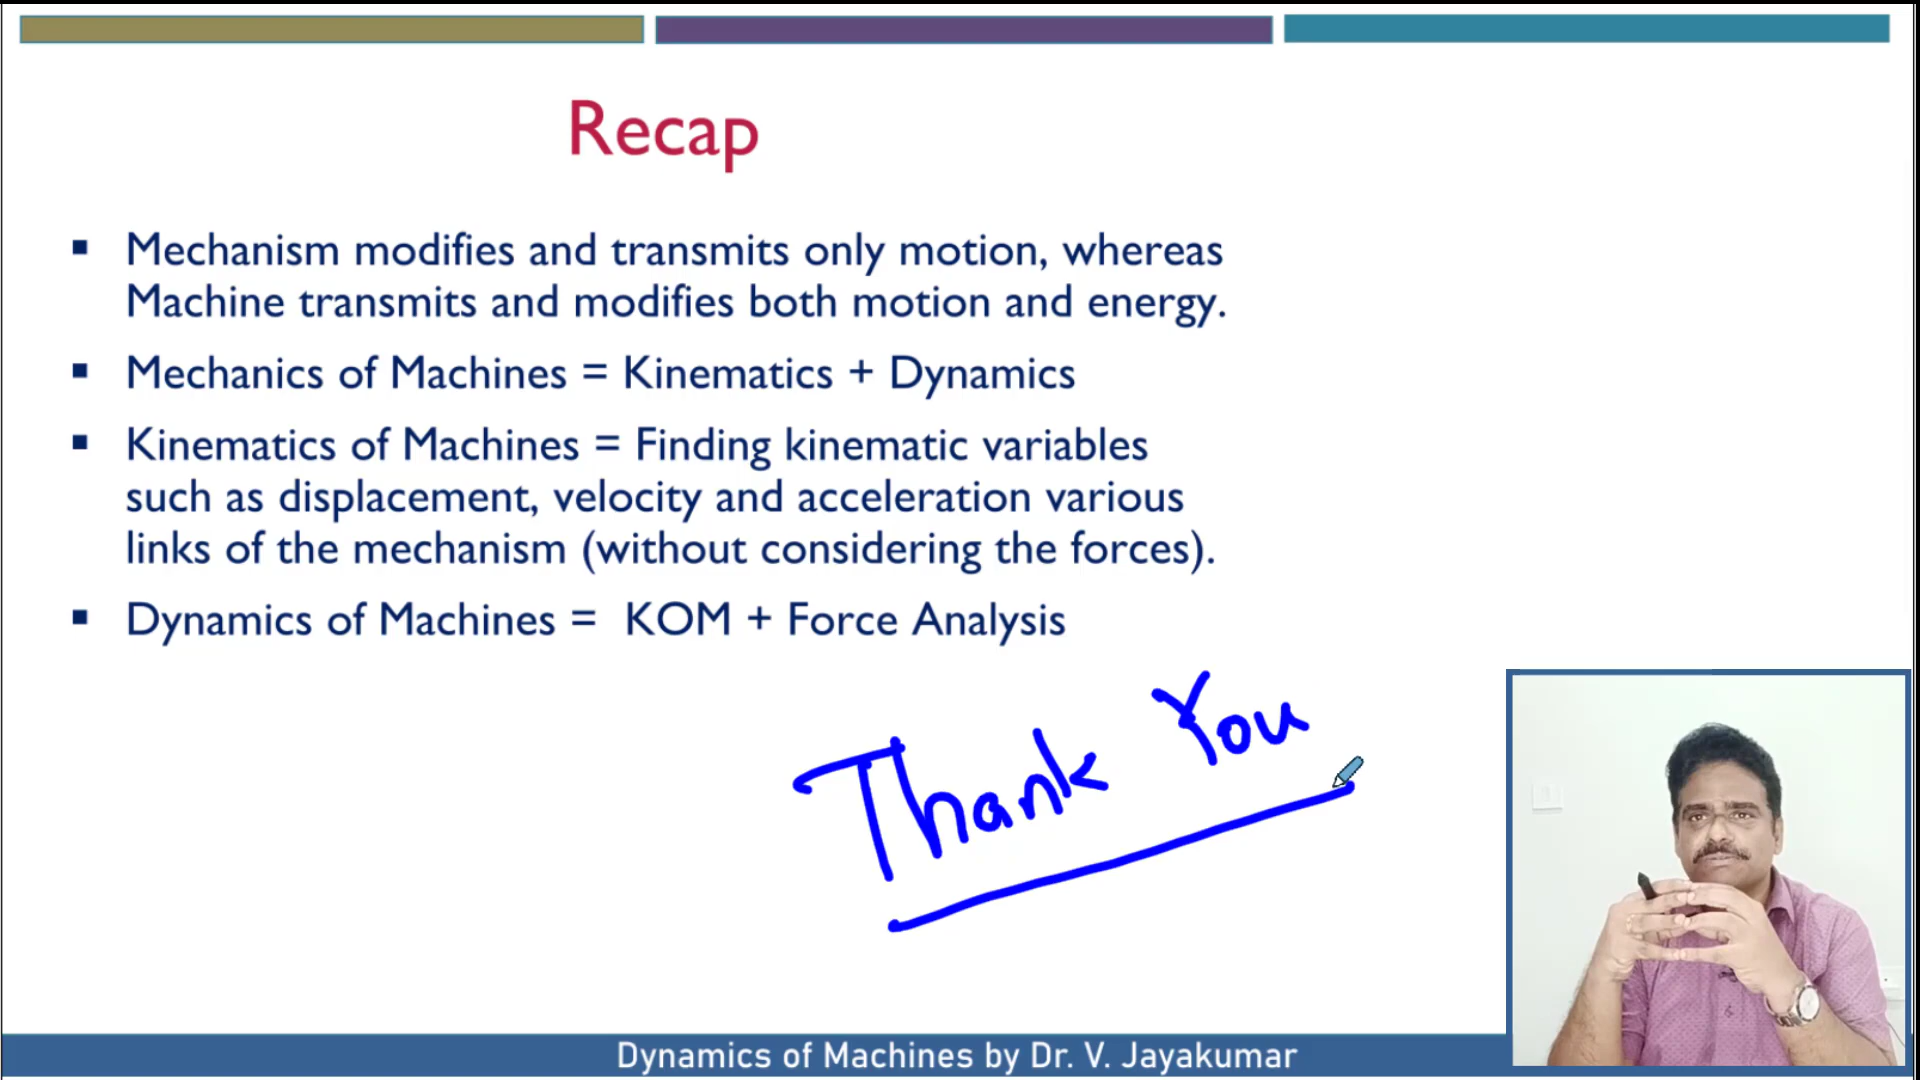 Recap
▪ Mechanism modifies and transmits only motion, whereas
Machine transmits and modifies both motion and energy.
▪ Mechanics of Machines = Kinematics + Dynamics
▪ Kinematics of Machines = Finding kinematic variables
such as displacement, velocity and acceleration various
links of the mechanism (without considering the forces).
▪ Dynamics of Machines = KOM + Force Analysis
Thank You
Dynamics of Machines by Dr. V. Jayakumar